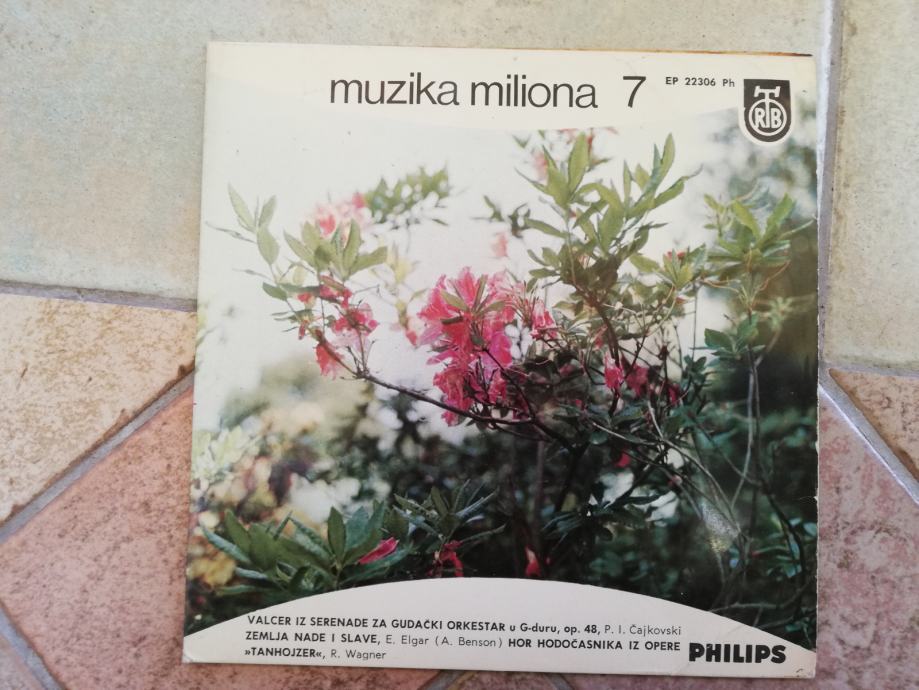 muzika miliona 7
EP 22306 Ph
RTB
VALCER IZ SERENADE ZA GUDAČKI ORKESTAR u G-duru, op. 48, P. I. Čajkovski
ZEMLJA NADE I SLAVE, E. Elgar (A. Benson) HOR HODOČASNIKA IZ OPERE
»TANHOJZER«, R. Wagner
PHILIPS